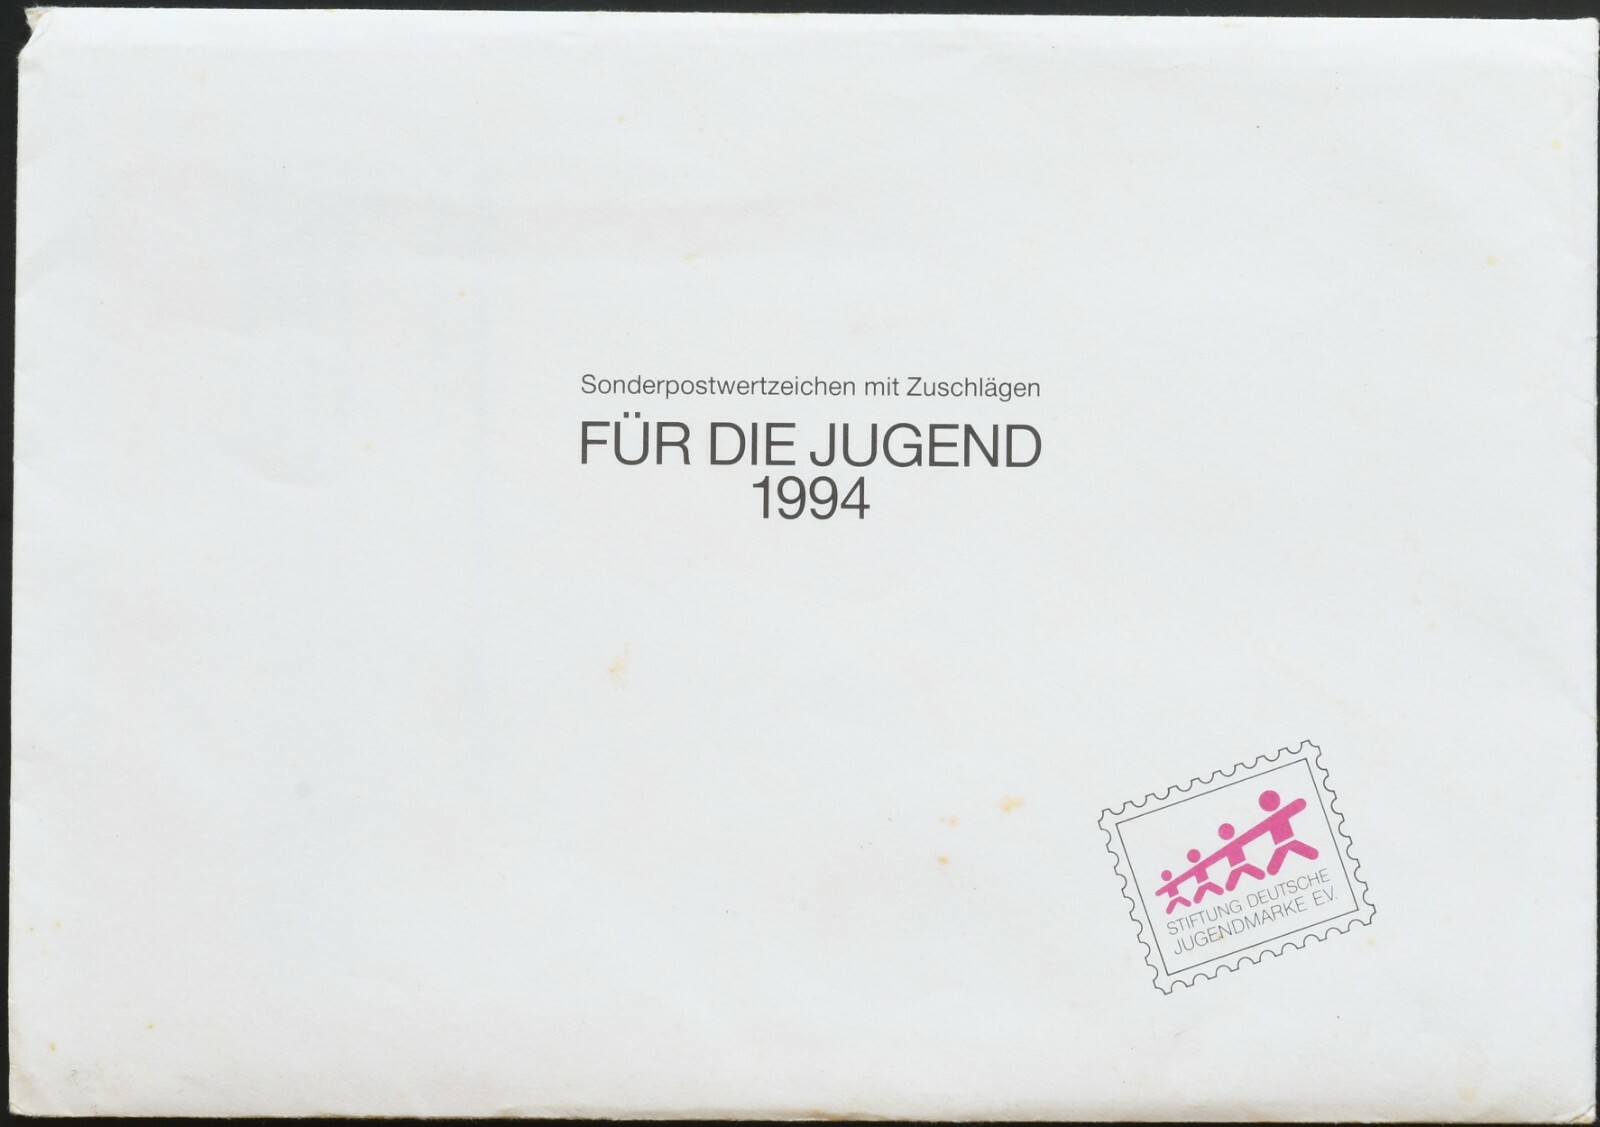 Sonderpostwertzeichen mit Zuschlägen
FÜR DIE JUGEND
1994
STIFTUNG DEUTSCHE
JUGENDMARKE E.V.